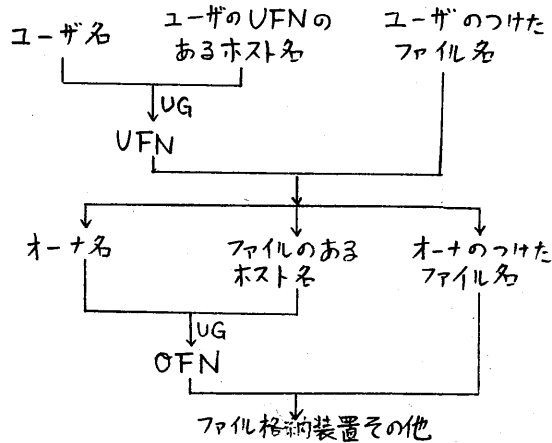 ユーザ名
ユーザのUFNの
あるホスト名
ユーザのつけた
ファイル名
UG
UFN
オーナ名
ファイルのある
ホスト名
オーナのつけた
ファイル名
UG
OFN
ファイル格納装置その他